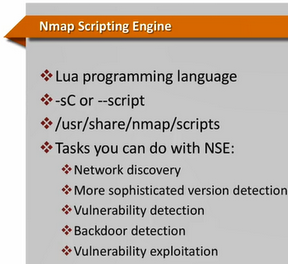 Nmap Scripting Engine
Lua programming language
-sC or --script
/usr/share/nmap/scripts
Tasks you can do with NSE:
Network discovery
More sophisticated version detection
Vulnerability detection
Backdoor detection
Vulnerability exploitation